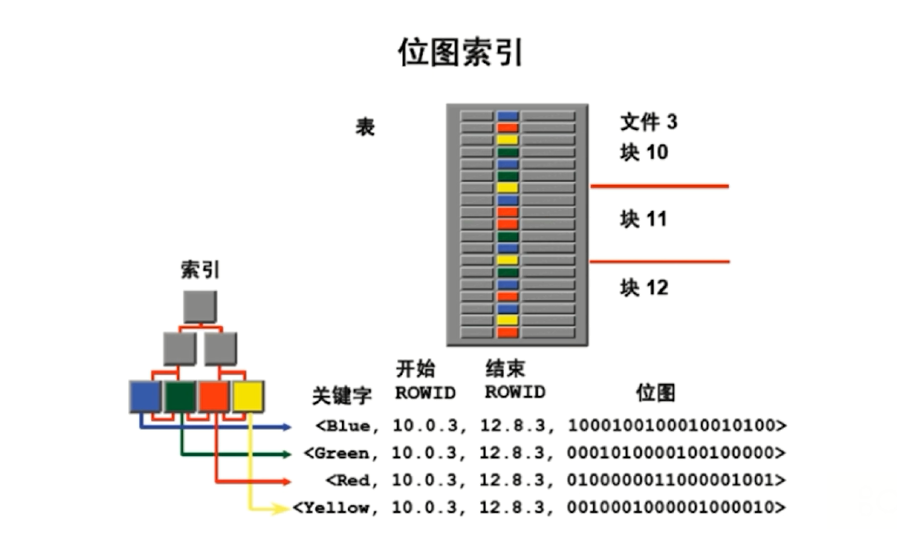 位图索引
表
文件 3
块 10
块 11
块 12
索引
关键字 开始 ROWID 结束 ROWID 位图
<Blue, 10.0.3, 12.8.3, 1000100100010010100>
<Green, 10.0.3, 12.8.3, 0001010000100100000>
<Red, 10.0.3, 12.8.3, 0100000011000001001>
<Yellow, 10.0.3, 12.8.3, 0010001000001000010>